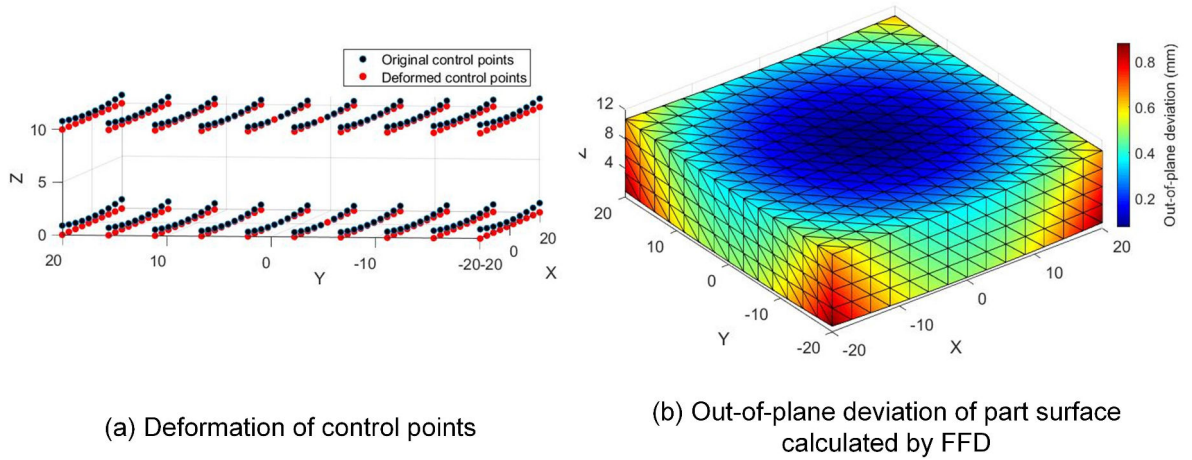 Original control points
Deformed control points
10
5
0
Z
20
10
0
-10
-20
-20
0
20
Y
X
12
8
4
Z
20
10
0
-10
-20
Y
-20
-10
0
10
20
X
0.8
0.6
0.4
0.2
Out-of-plane deviation (mm)
(a) Deformation of control points
(b) Out-of-plane deviation of part surface
calculated by FFD